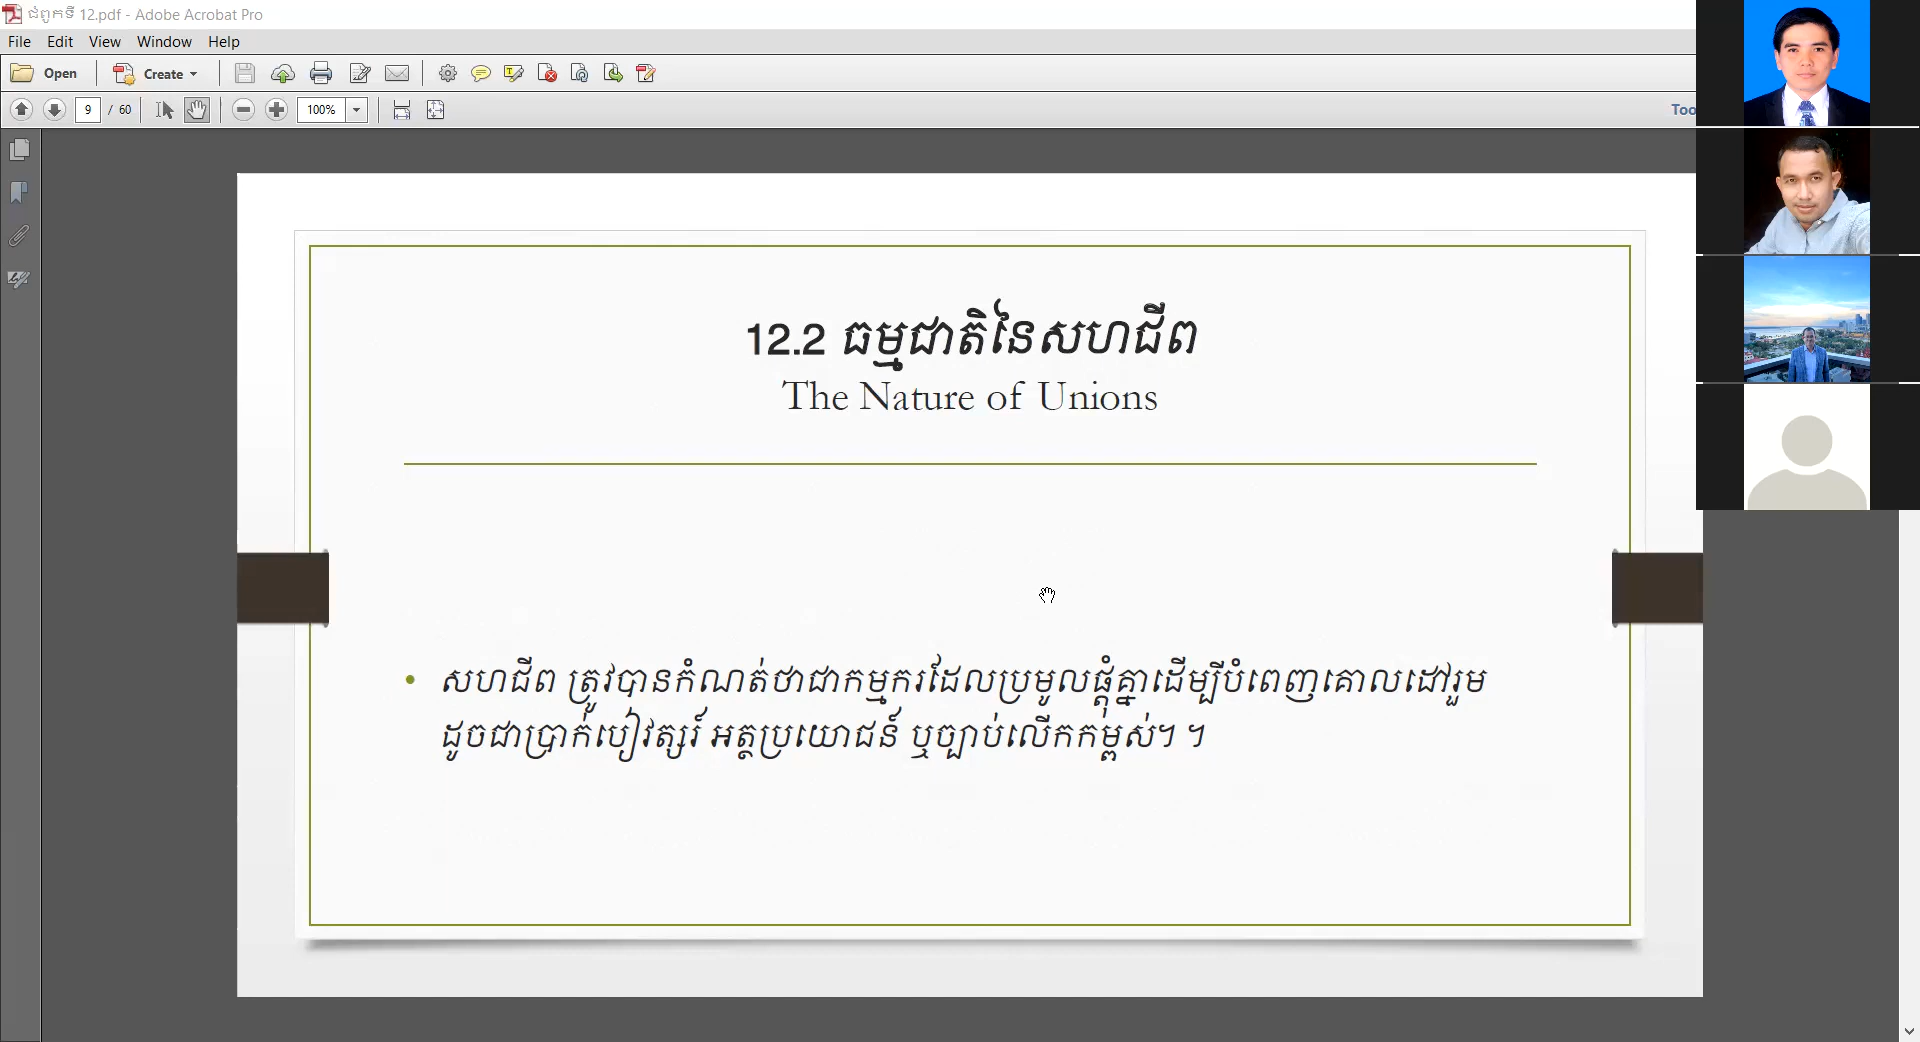 ជំពូកទី 12.pdf - Adobe Acrobat Pro
File Edit View Window Help
Open Create
9 / 60 100% Too
12.2 ធម្មជាតិនៃសហជីព
The Nature of Unions
• សហជីព ត្រូវបានកំណត់ថាជាកម្មករដែលប្រមូលផ្តុំគ្នាដើម្បីបំពេញគោលដៅរួម
ដូចជាប្រាក់បៀវត្សរ៍ អត្ថប្រយោជន៍ ឬច្បាប់លើកកម្ពស់។ ។